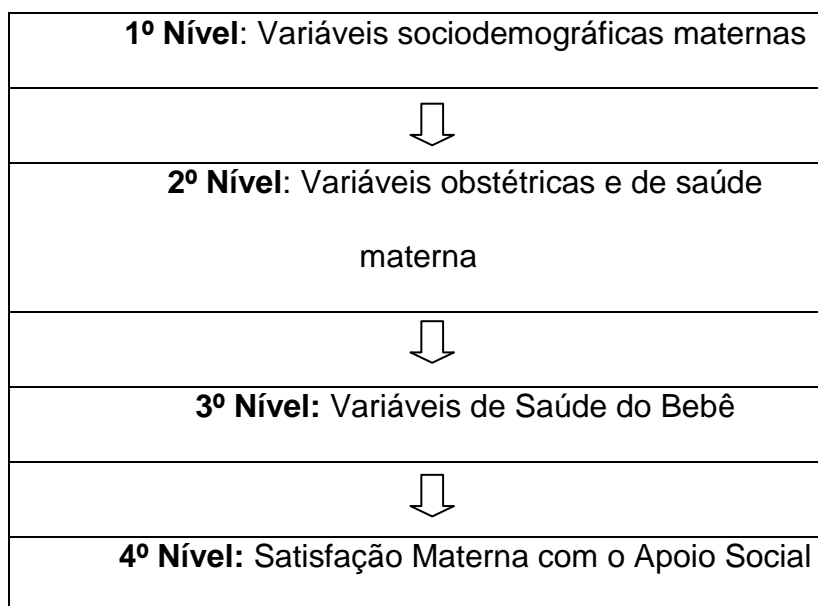 1º Nível: Variáveis sociodemográficas maternas
2º Nível: Variáveis obstétricas e de saúde
materna
3º Nível: Variáveis de Saúde do Bebê
4º Nível: Satisfação Materna com o Apoio Social